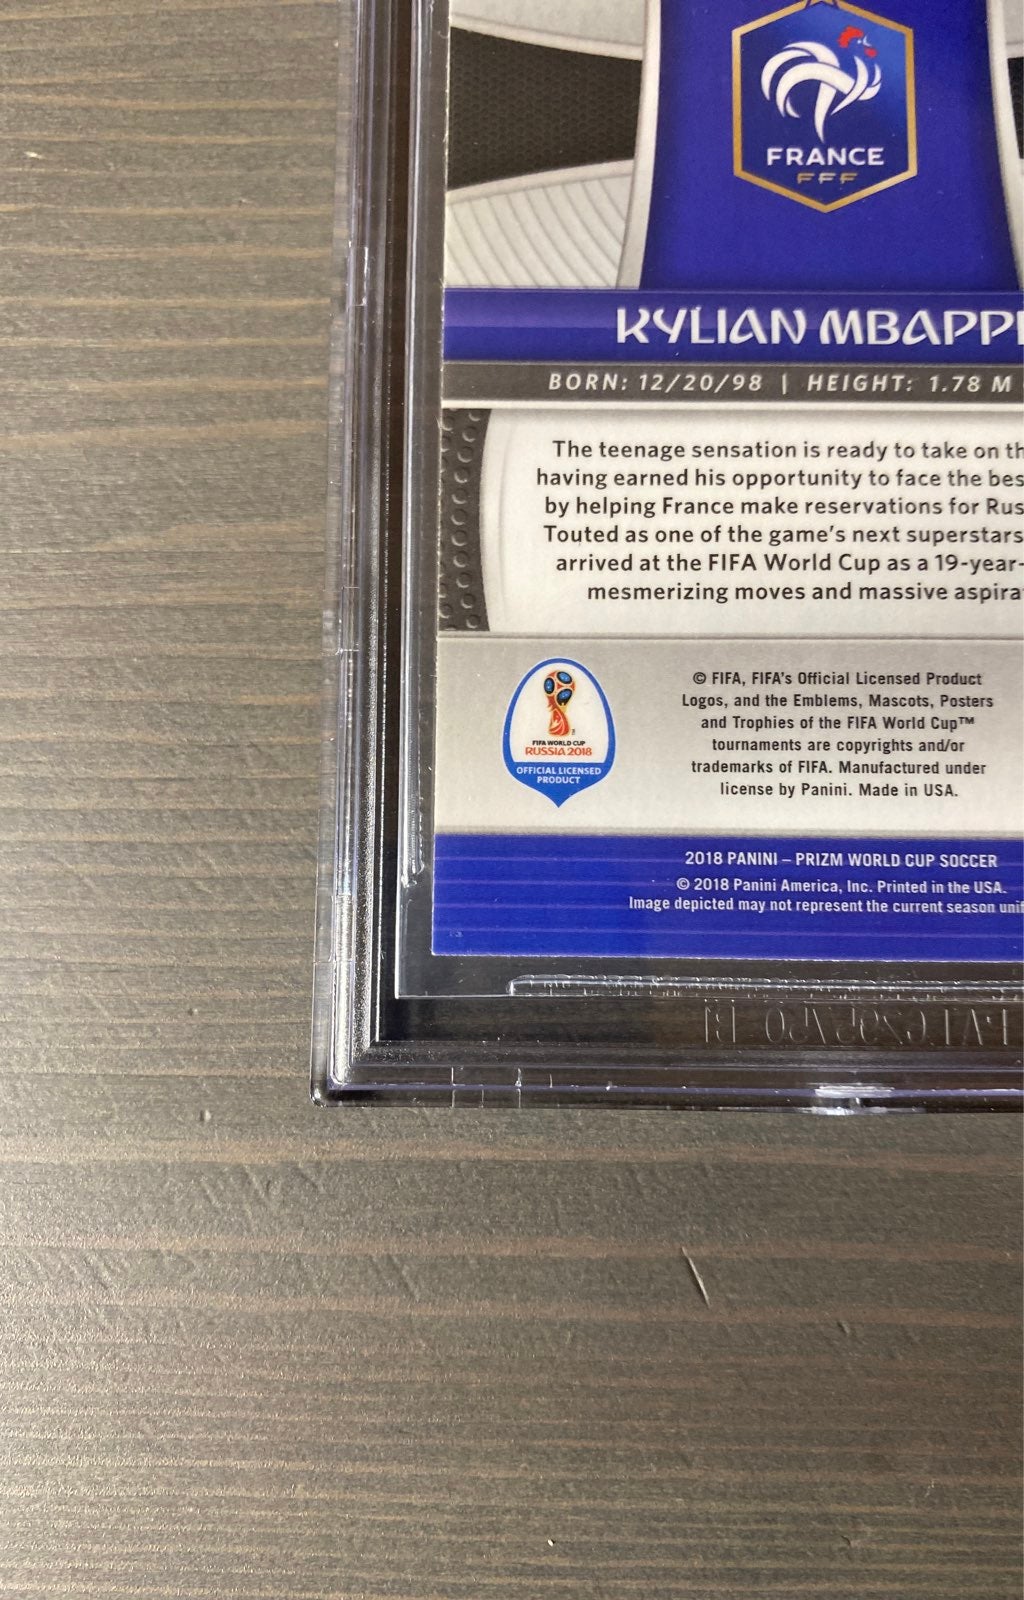 FRANCE
FFF
KYLIAN MBAPP
BORN: 12/20/98 | HEIGHT: 1.78 M
The teenage sensation is ready to take on th
having earned his opportunity to face the bes
by helping France make reservations for Rus
Touted as one of the game's next superstars
arrived at the FIFA World Cup as a 19-year-
mesmerizing moves and massive aspira
FIFA WORLD CUP
RUSSIA 2018
OFFICIAL LICENSED
PRODUCT
© FIFA, FIFA's Official Licensed Product
Logos, and the Emblems, Mascots, Posters
and Trophies of the FIFA World Cup™
tournaments are copyrights and/or
trademarks of FIFA. Manufactured under
license by Panini. Made in USA.
2018 PANINI – PRIZM WORLD CUP SOCCER
© 2018 Panini America, Inc. Printed in the USA.
Image depicted may not represent the current season unif